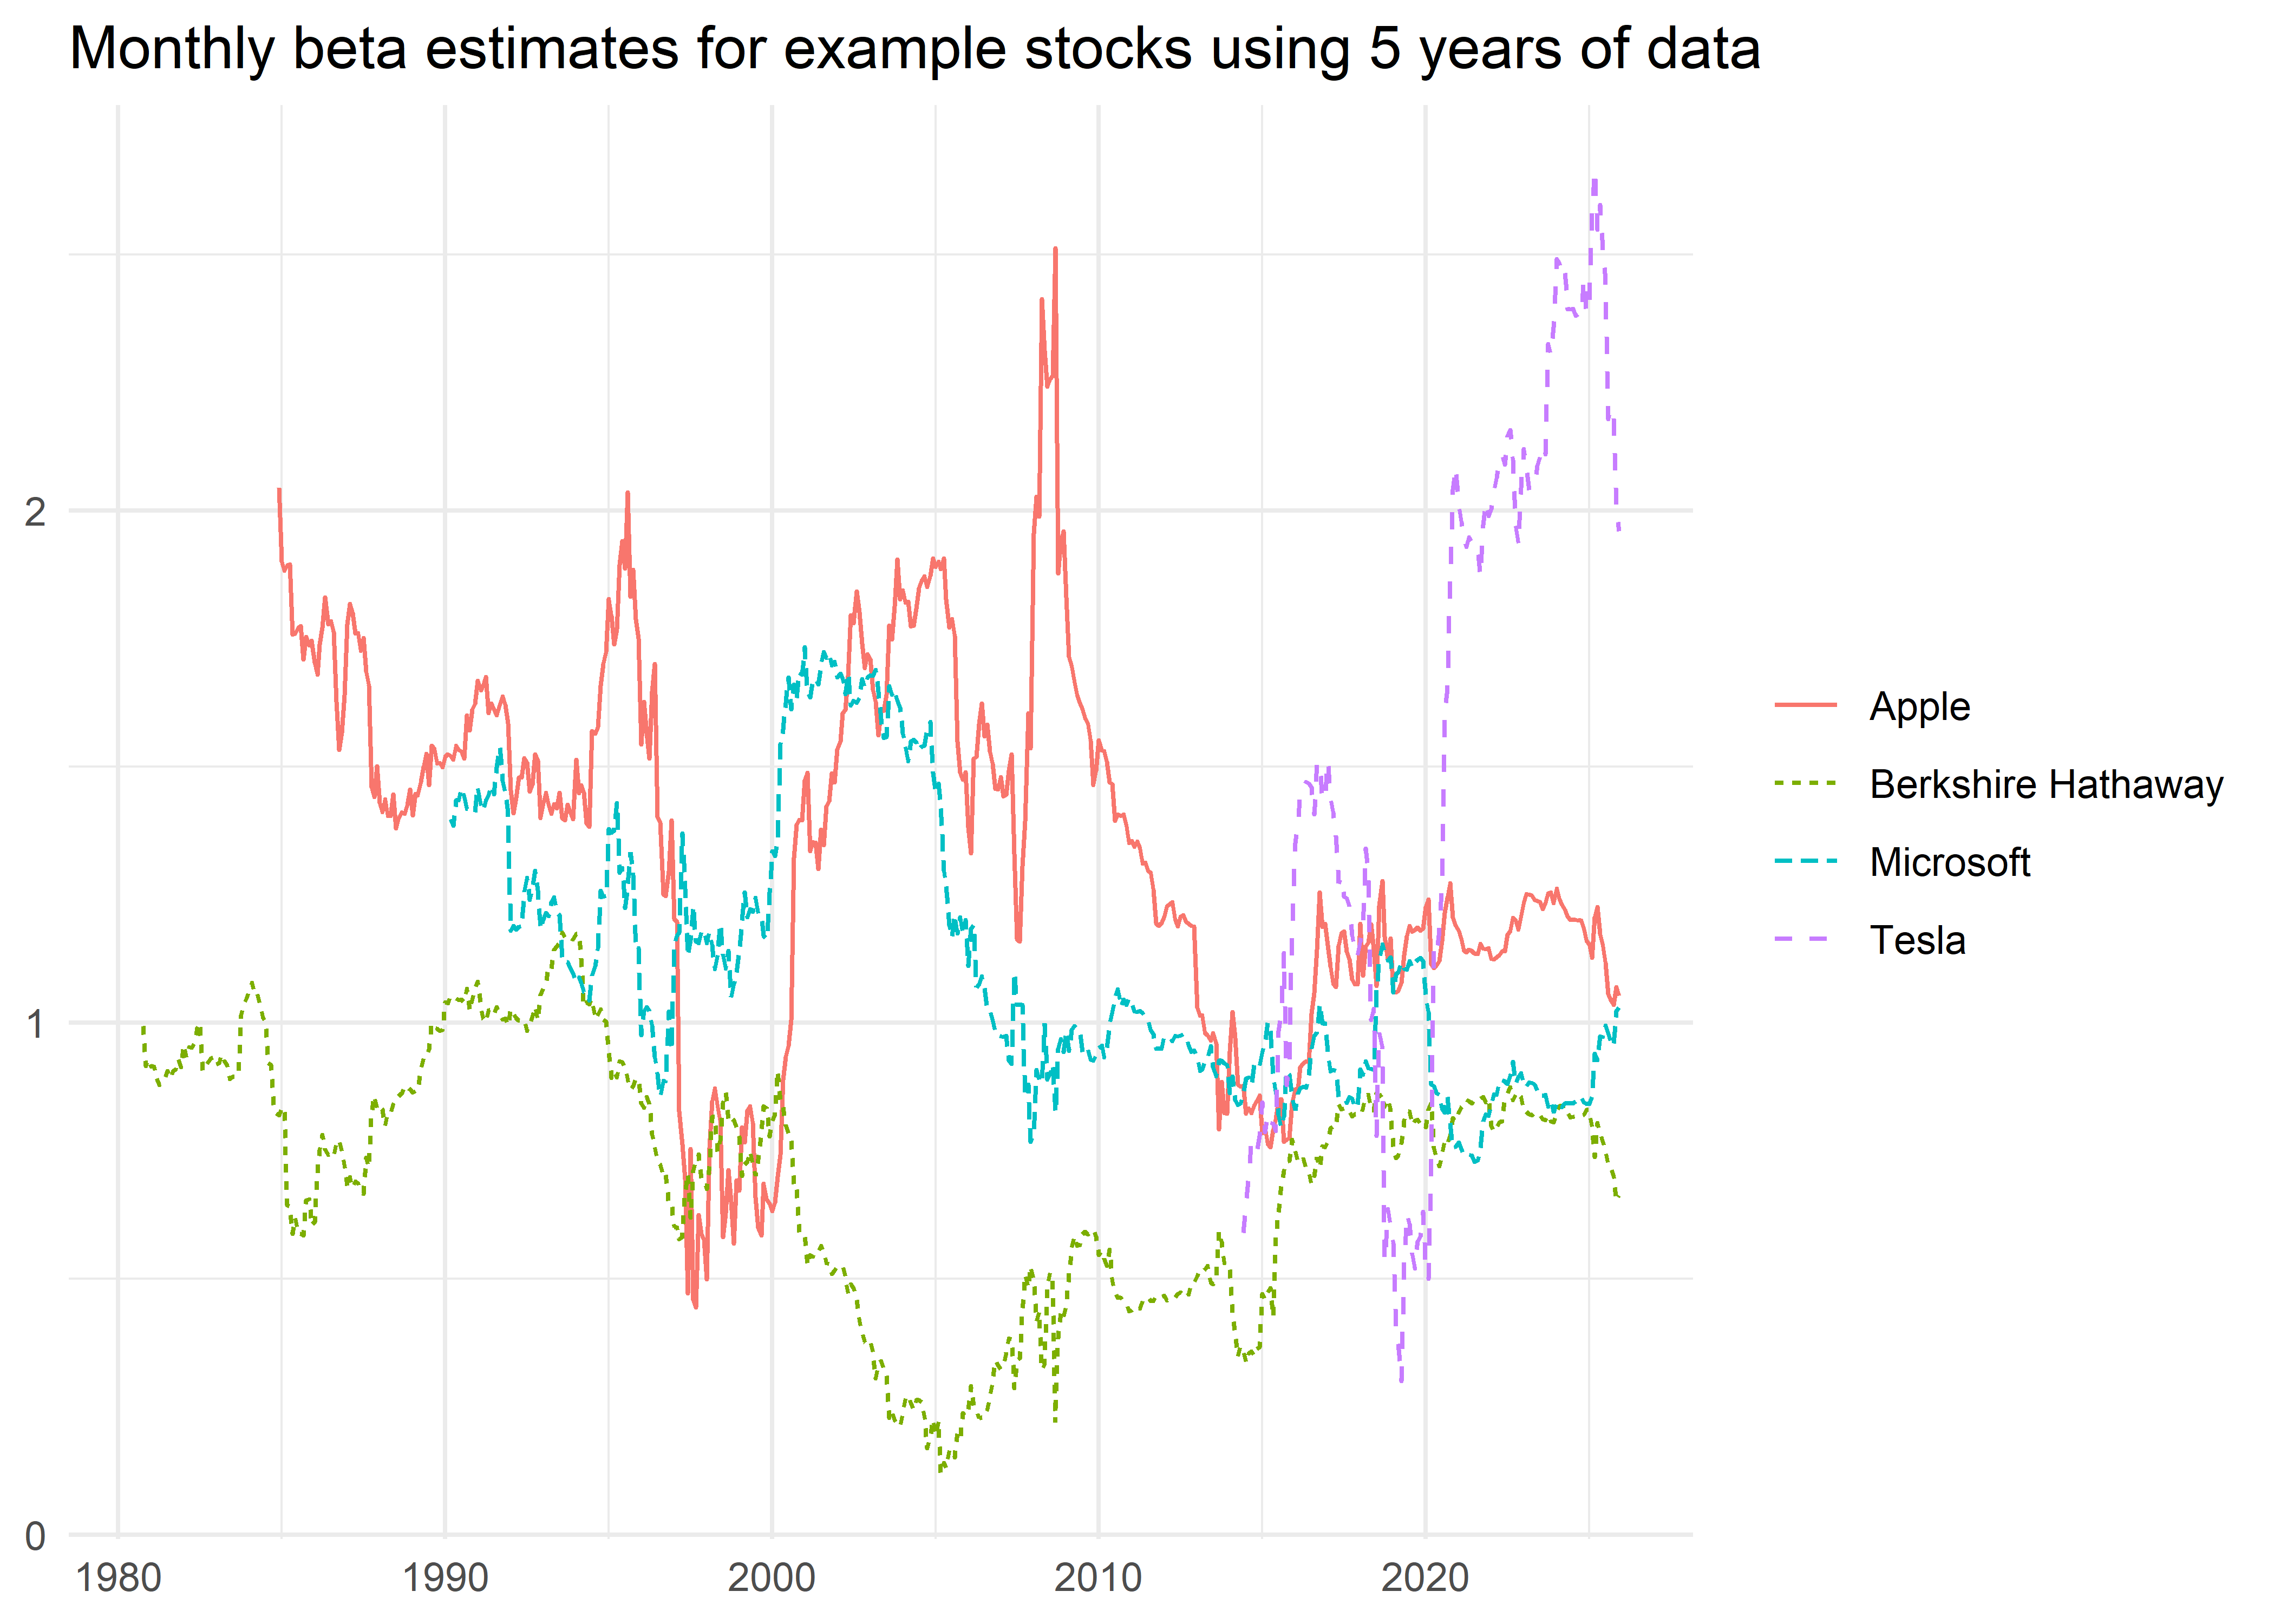 Monthly beta estimates for example stocks using 5 years of data
2
1
0
1980 1990 2000 2010 2020
Apple
Berkshire Hathaway
Microsoft
Tesla